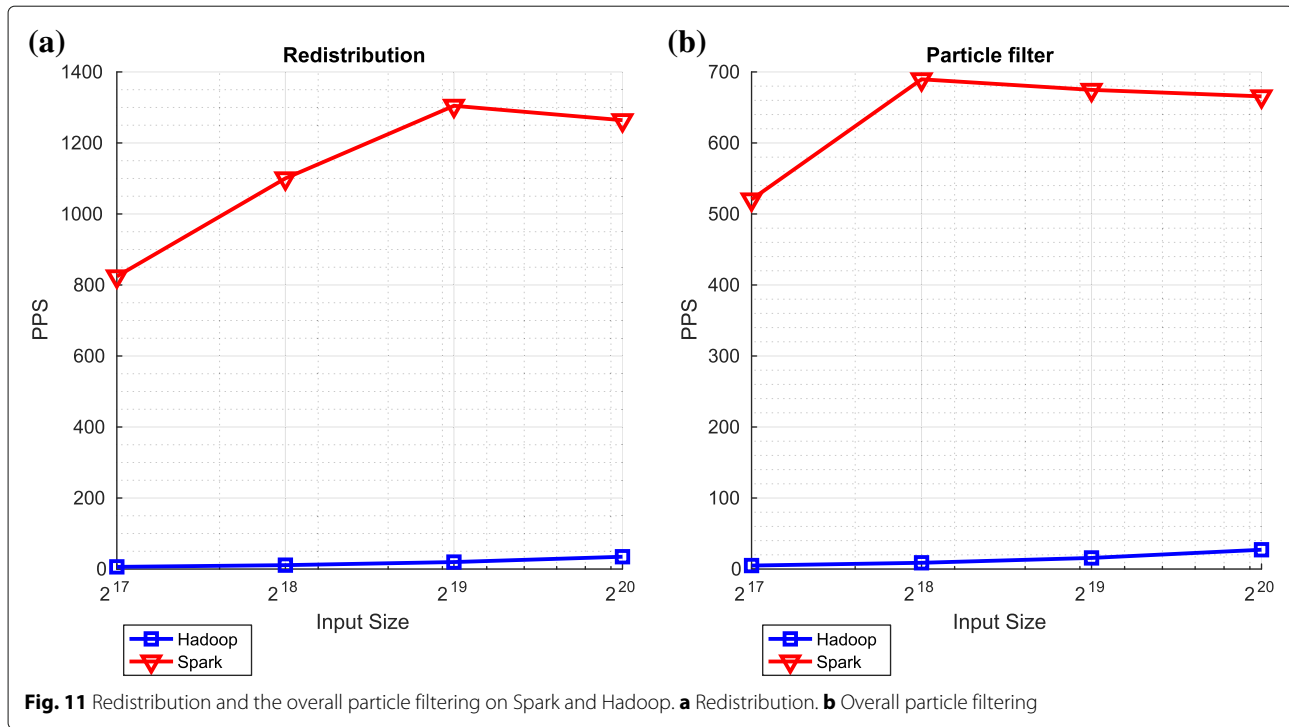 (a)
Redistribution
1400
1200
1000
800
600
400
200
0
PPS
2^17 2^18 2^19 2^20
Input Size
Hadoop
Spark
(b)
Particle filter
700
600
500
400
300
200
100
0
PPS
2^17 2^18 2^19 2^20
Input Size
Hadoop
Spark
Fig. 11 Redistribution and the overall particle filtering on Spark and Hadoop. a Redistribution. b Overall particle filtering